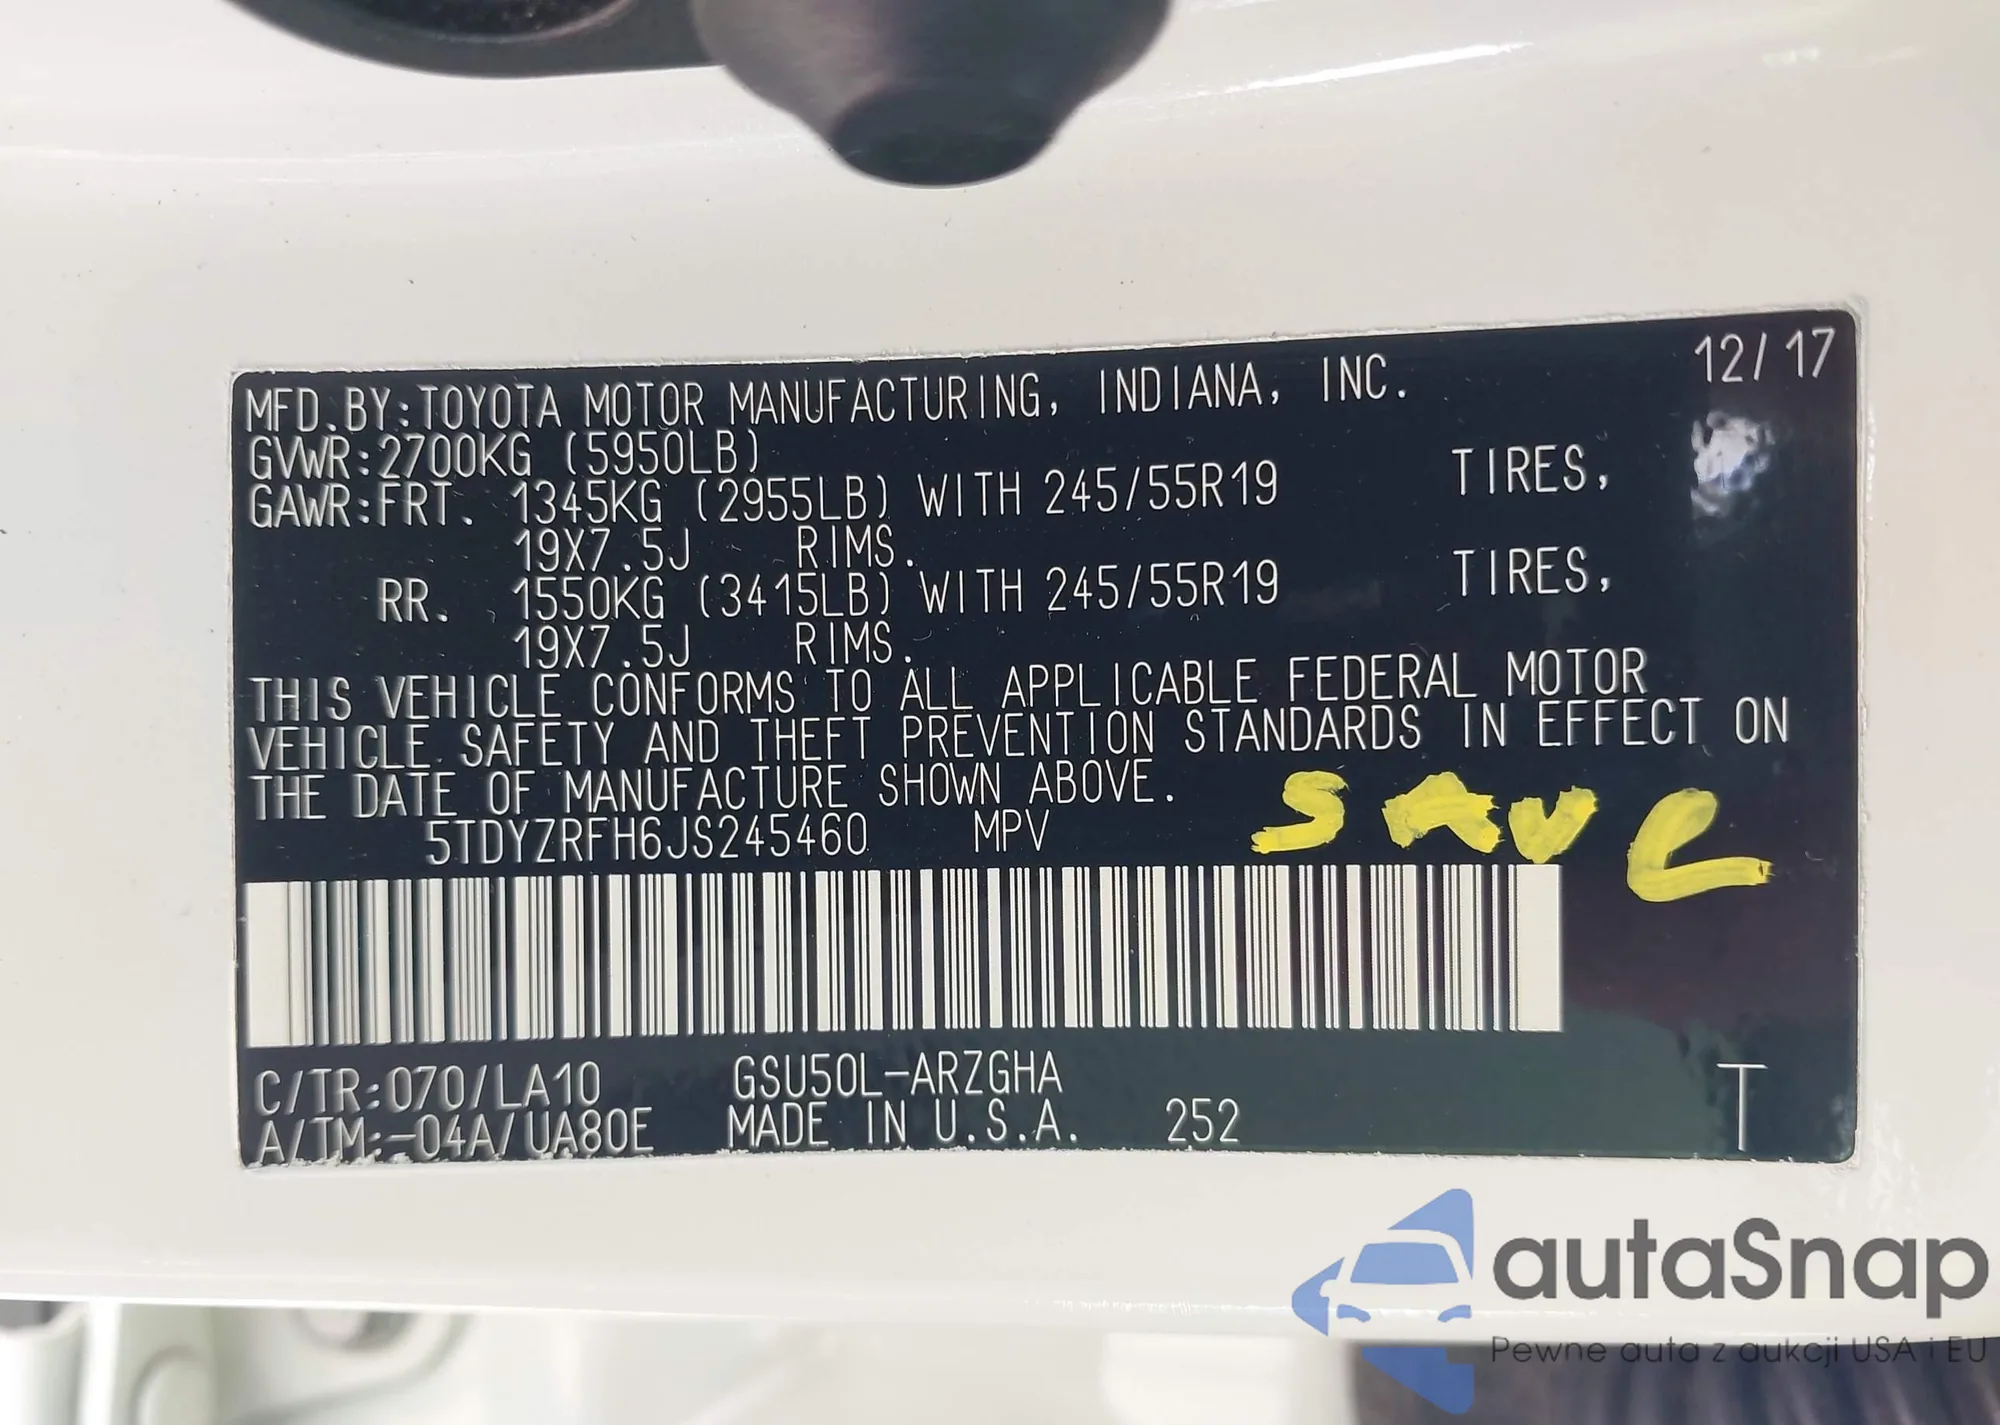 12/17
MFD.BY:TOYOTA MOTOR MANUFACTURING, INDIANA, INC.
GVWR:2700KG (5950LB)
GAWR:FRT. 1345KG (2955LB) WITH 245/55R19 TIRES,
19X7.5J RIMS.
RR. 1550KG (3415LB) WITH 245/55R19 TIRES,
19X7.5J RIMS.
THIS VEHICLE CONFORMS TO ALL APPLICABLE FEDERAL MOTOR
VEHICLE SAFETY AND THEFT PREVENTION STANDARDS IN EFFECT ON
THE DATE OF MANUFACTURE SHOWN ABOVE.
5TDYZRFH6JS245460 MPV
SAVE
C/TR:070/LA10 GSU50L-ARZGHA
A/TM:-04A/UA80E MADE IN U.S.A. 252 T
autaSnap
Pewne auta z aukcji USA i EU